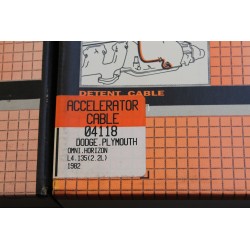 DETENT CABLE
ACCELERATOR
CABLE
04118
DODGE.PLYMOUTH
OMNI.HORIZON
L4.135(2.2L)
1982